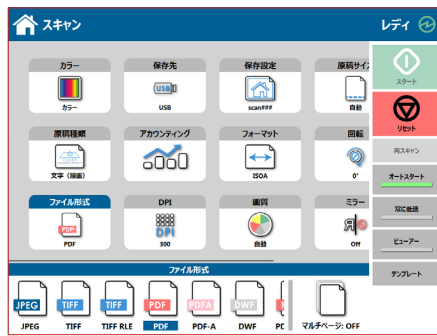 スキャン
レディ
カラー
カラー
保存先
USB
USB
保存設定
scan###
原稿サイズ
自動
スタート
リセット
再スキャン
オートスタート
常に低速
ビューアー
テンプレート
原稿種類
文字（線画）
アカウンティング
フォーマット
ISOA
回転
0°
ファイル形式
PDF
PDF
DPI
DPI
300
画質
自動
ミラー
Off
ファイル形式
JPEG
JPEG
TIFF
TIFF
TIFF
TIFF RLE
PDF
PDF
PDFA
PDF-A
DWF
DWF
マルチページ: OFF